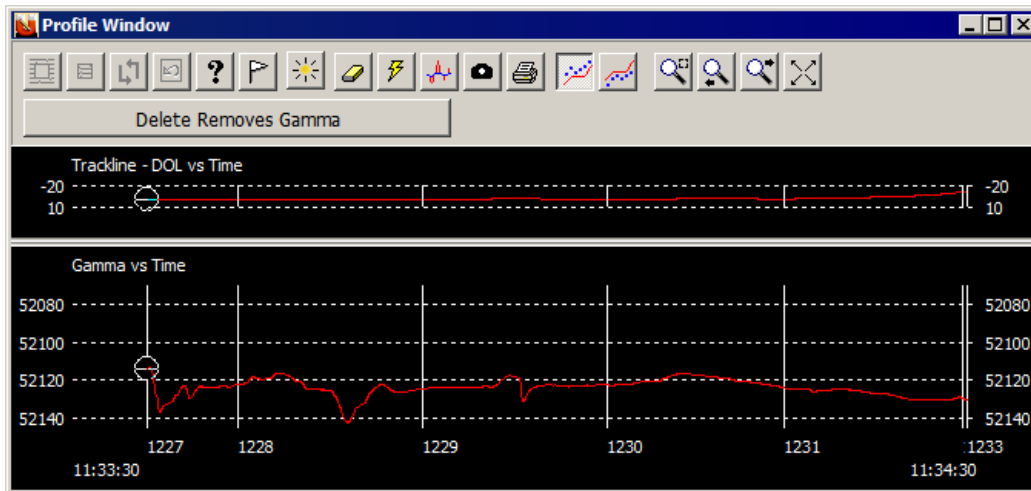 Profile Window
Delete Removes Gamma
Trackline - DOL vs Time
-20 -20
10 10
Gamma vs Time
52080 52080
52100 52100
52120 52120
52140 52140
1227 1228 1229 1230 1231 :1233
11:33:30 11:34:30